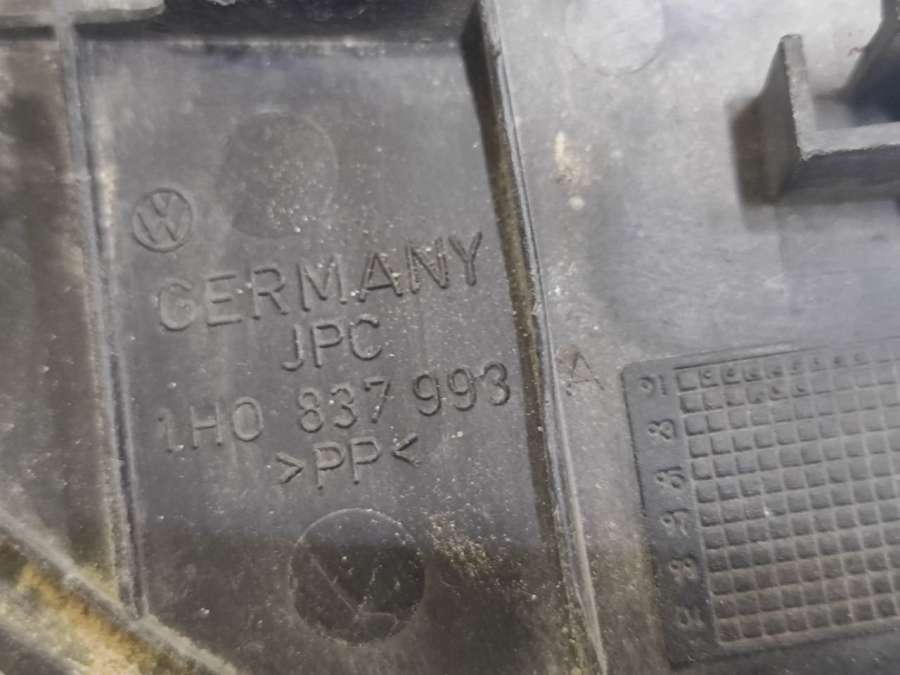 GERMANY
JPC
1H0 837 993 A
>PP<